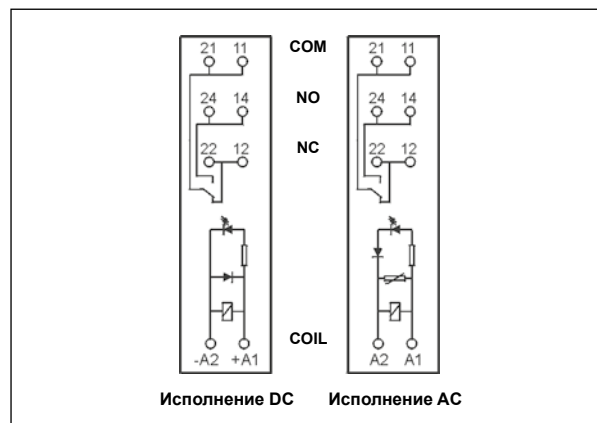 21 11 COM 21 11
24 14 NO 24 14
22 12 NC 22 12
COIL
-A2 +A1 A2 A1
Исполнение DC Исполнение AC